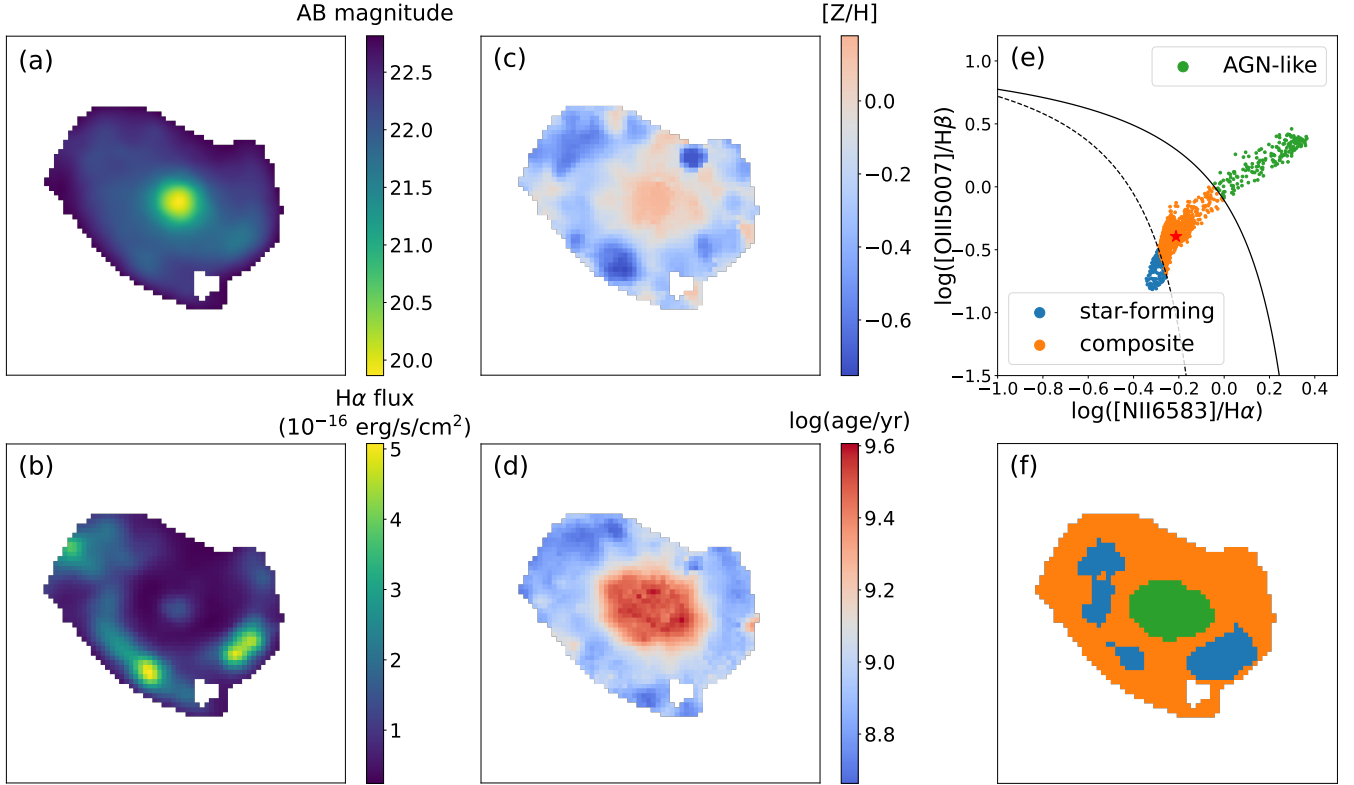 AB magnitude
(a)
22.5
22.0
21.5
21.0
20.5
20.0
[Z/H]
(c)
0.0
−0.2
−0.4
−0.6
(e)
AGN-like
star-forming
composite
log([OIII5007]/Hβ)
1.0
0.5
0.0
−0.5
−1.0
−1.5
−1.0 −0.8 −0.6 −0.4 −0.2 0.0 0.2 0.4
log([NII6583]/Hα)
Hα flux
(10⁻¹⁶ erg/s/cm²)
(b)
5
4
3
2
1
log(age/yr)
(d)
9.6
9.4
9.2
9.0
8.8
(f)